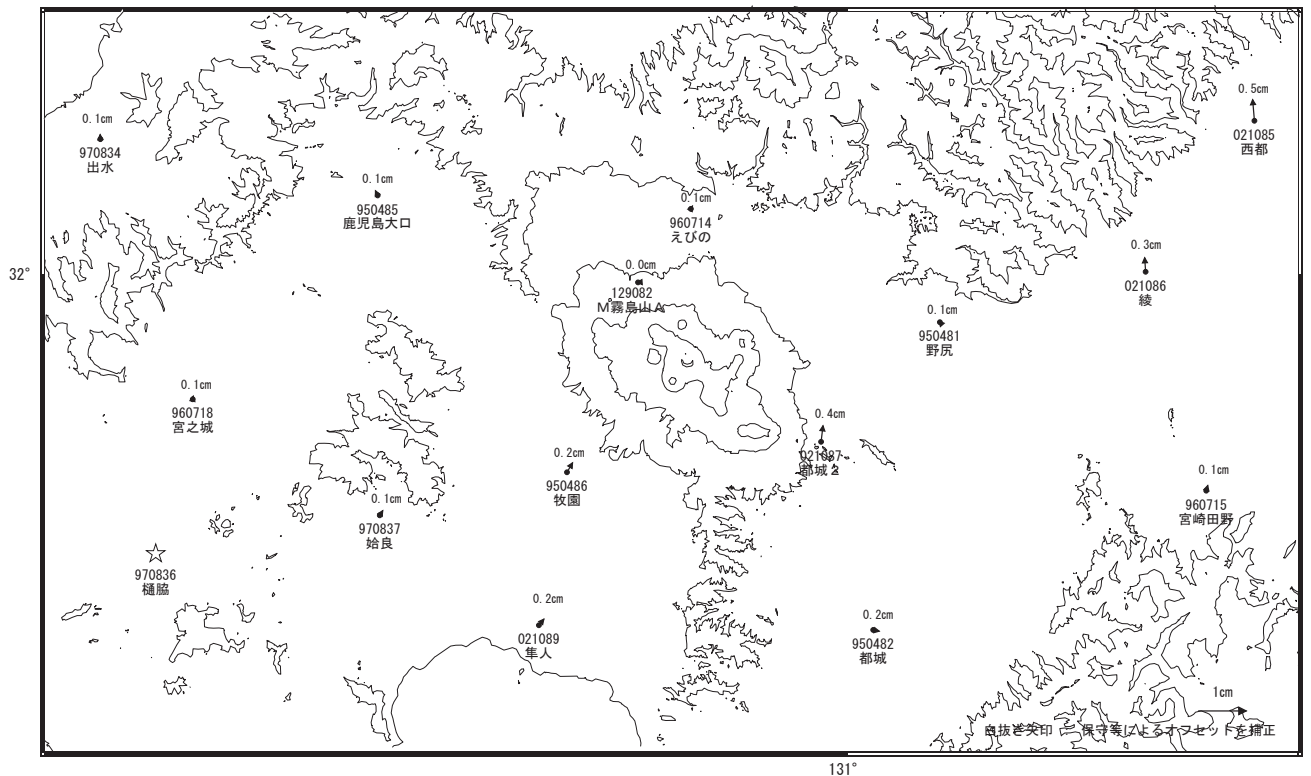 0.5cm
021085
西都
0.1cm
970834
出水
0.1cm
950485
鹿児島大口
0.1cm
960714
えびの
0.3cm
021086
綾
32°
0.0cm
129082
M霧島山A
0.1cm
950481
野尻
0.1cm
960718
宮之城
0.4cm
021087
都城2
0.2cm
950486
牧園
0.1cm
960715
宮崎田野
0.1cm
970837
姶良
970836
樋脇
0.2cm
021089
隼人
0.2cm
950482
都城
1cm
白抜き矢印 : 保守等によるオフセットを補正
131°